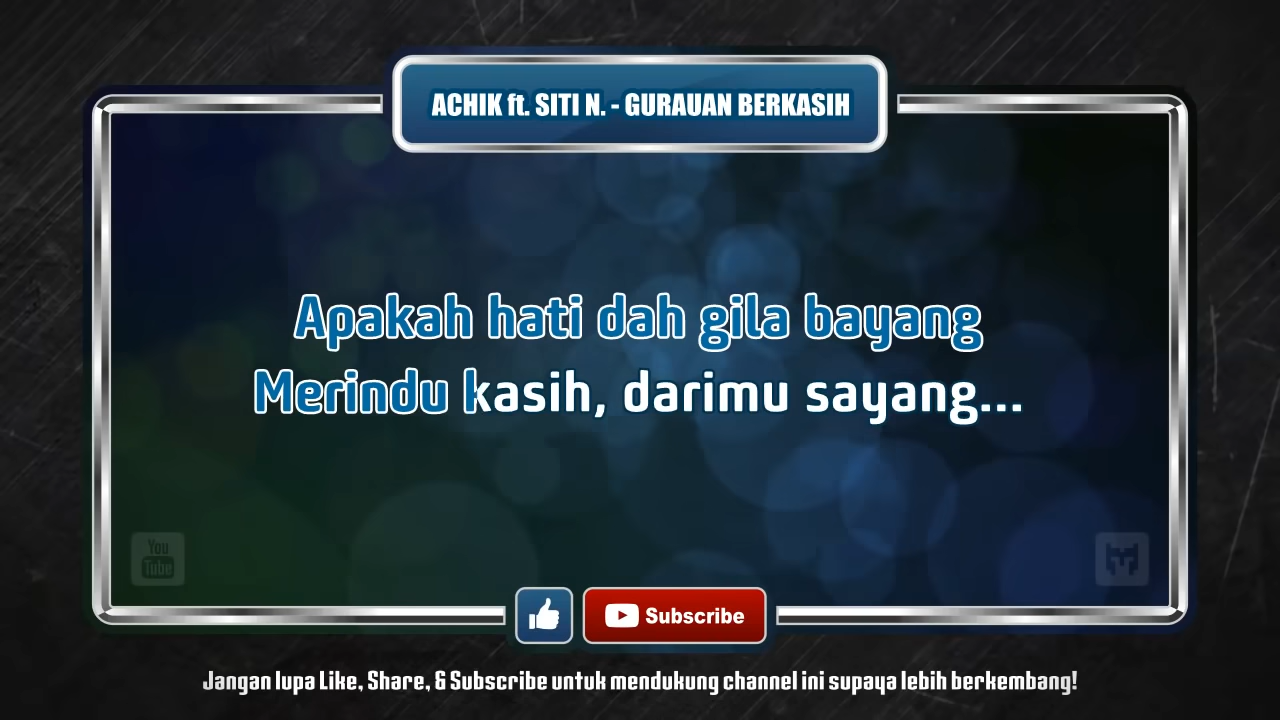 ACHIK ft. SITI N. - GURAUAN BERKASIH
Apakah hati dah gila bayang
Merindu kasih, darimu sayang...
You
Tube
Subscribe
Jangan lupa Like, Share, & Subscribe untuk mendukung channel ini supaya lebih berkembang!